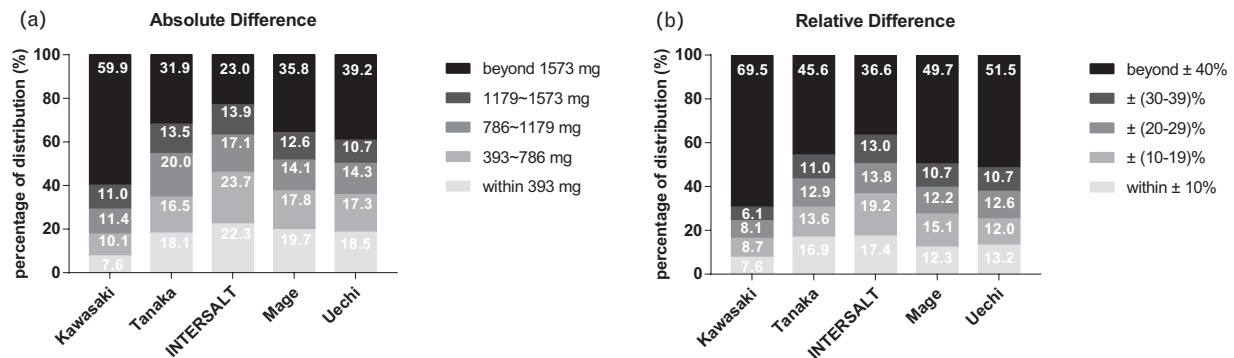 (a)
Absolute Difference
percentage of distribution (%)
100
80
60
40
20
0
59.9
31.9
23.0
35.8
39.2
11.0
13.5
13.9
12.6
10.7
11.4
20.0
17.1
14.1
14.3
10.1
16.5
23.7
17.8
17.3
7.6
18.1
22.3
19.7
18.5
Kawasaki
Tanaka
INTERSALT
Mage
Uechi
beyond 1573 mg
1179~1573 mg
786~1179 mg
393~786 mg
within 393 mg
(b)
Relative Difference
percentage of distribution (%)
100
80
60
40
20
0
69.5
45.6
36.6
49.7
51.5
6.1
11.0
13.0
10.7
10.7
8.1
12.9
13.8
12.2
12.6
8.7
13.6
19.2
15.1
12.0
7.6
16.9
17.4
12.3
13.2
Kawasaki
Tanaka
INTERSALT
Mage
Uechi
beyond ± 40%
± (30-39)%
± (20-29)%
± (10-19)%
within ± 10%